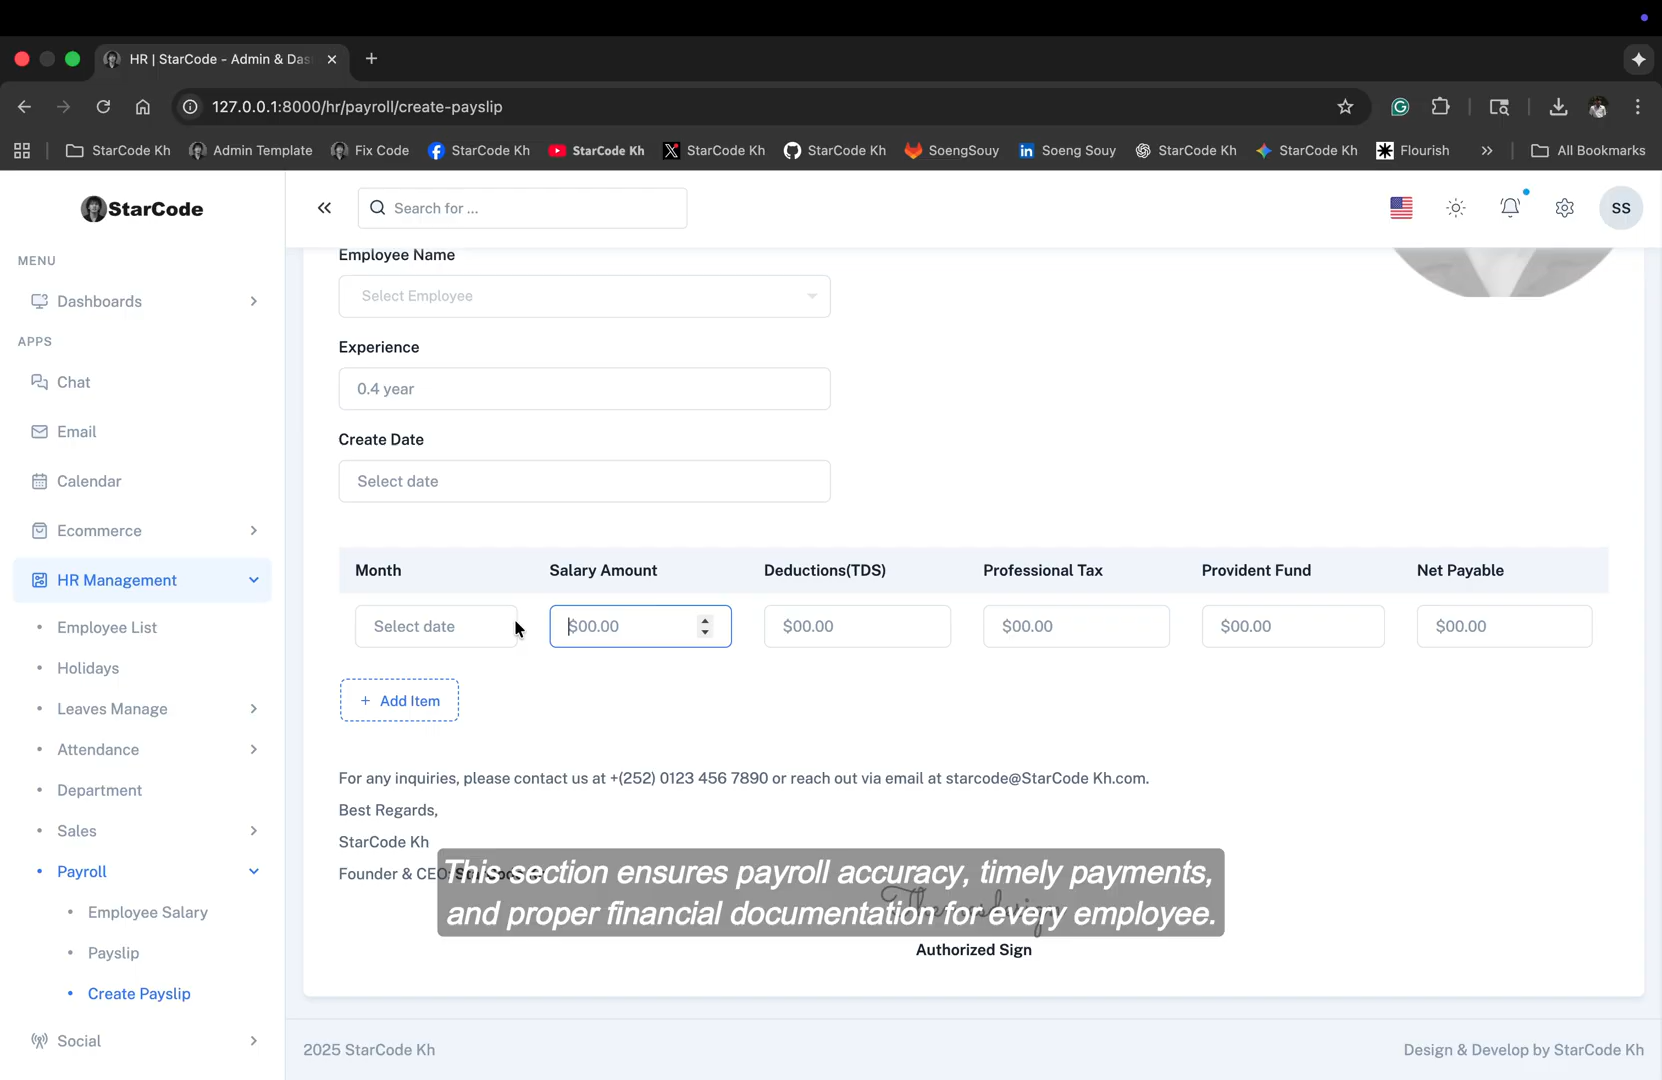 HR | StarCode - Admin & Das
127.0.0.1:8000/hr/payroll/create-payslip
StarCode Kh
Admin Template
Fix Code
StarCode Kh
StarCode Kh
StarCode Kh
StarCode Kh
SoengSouy
Soeng Souy
StarCode Kh
StarCode Kh
Flourish
All Bookmarks
StarCode
Search for ...
SS
MENU
Dashboards
APPS
Chat
Email
Calendar
Ecommerce
HR Management
Employee List
Holidays
Leaves Manage
Attendance
Department
Sales
Payroll
Employee Salary
Payslip
Create Payslip
Social
Employee Name
Select Employee
Experience
0.4 year
Create Date
Select date
Month Salary Amount Deductions(TDS) Professional Tax Provident Fund Net Payable
Select date $00.00 $00.00 $00.00 $00.00 $00.00
+ Add Item
For any inquiries, please contact us at +(252) 0123 456 7890 or reach out via email at starcode@StarCode Kh.com.
Best Regards,
StarCode Kh
Founder & CEO
This section ensures payroll accuracy, timely payments,
and proper financial documentation for every employee.
Authorized Sign
2025 StarCode Kh
Design & Develop by StarCode Kh